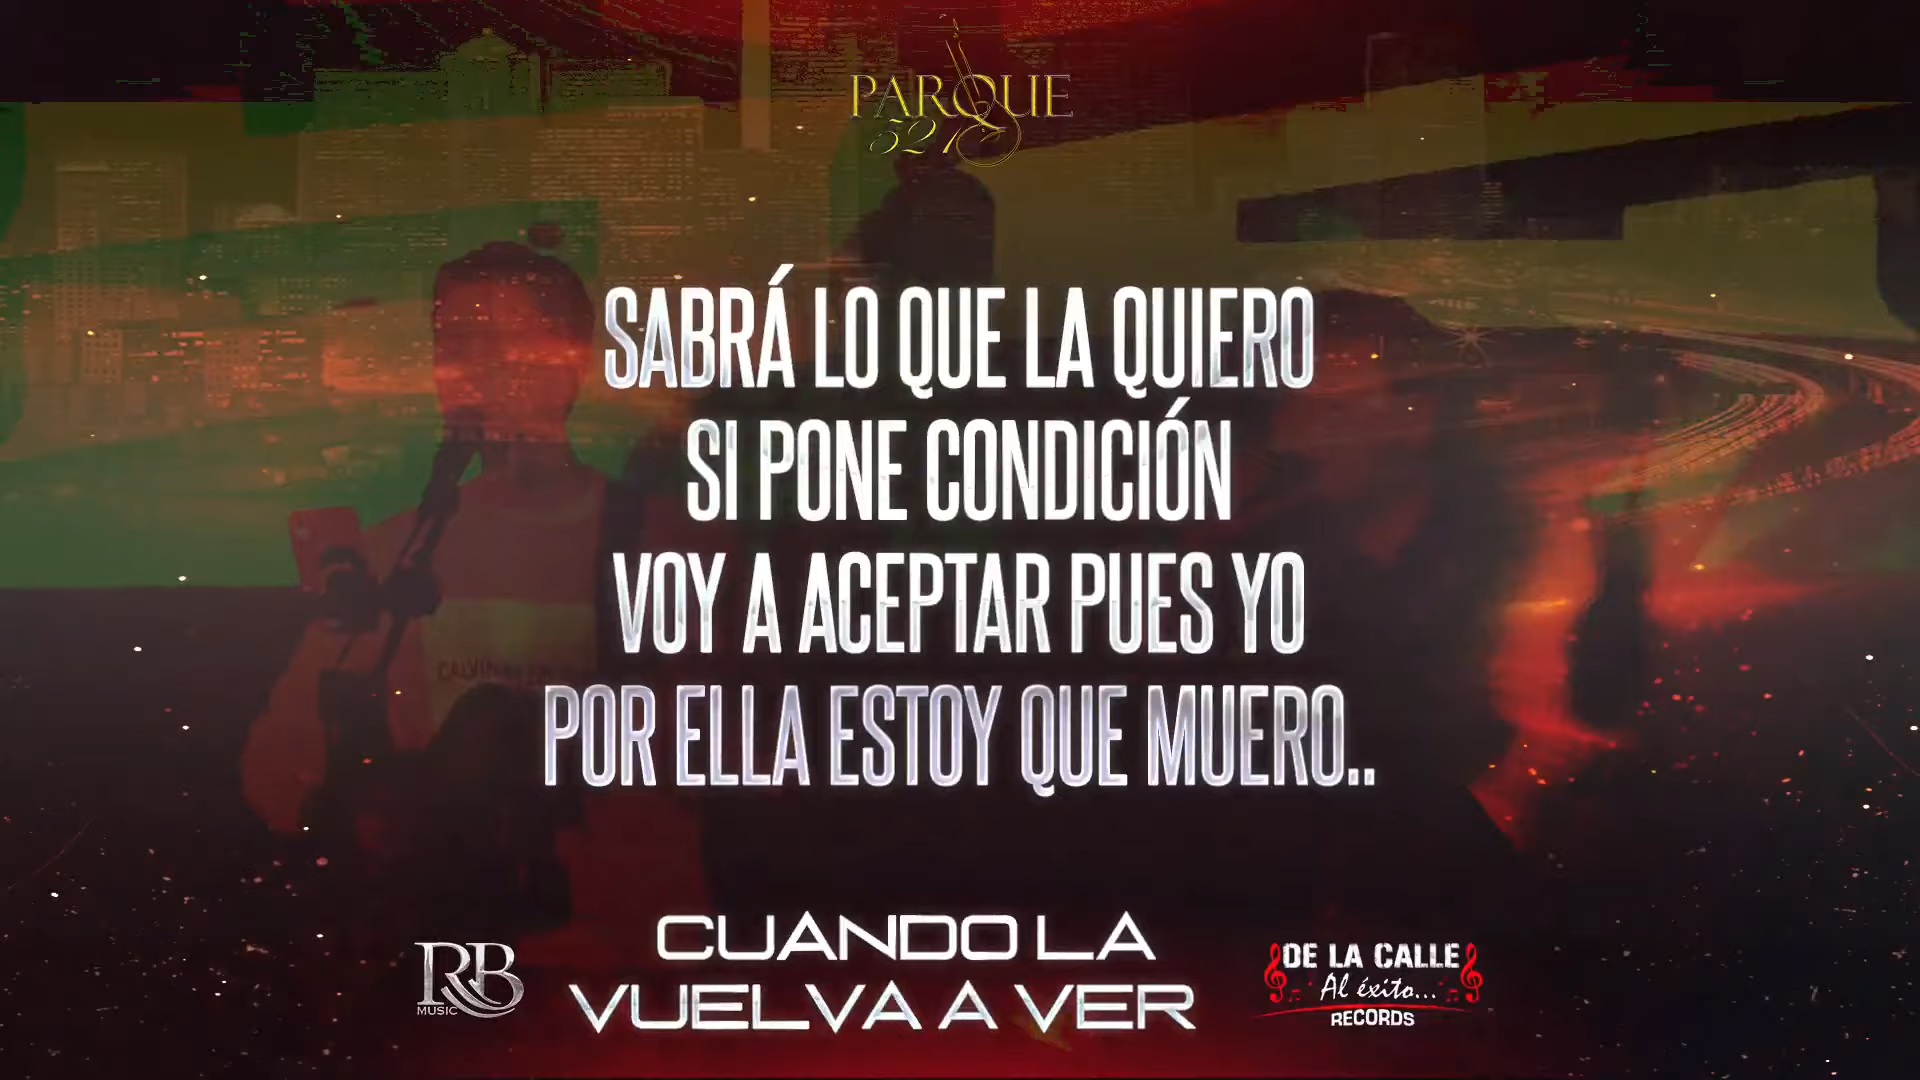 PARQUE
521
SABRÁ LO QUE LA QUIERO
SI PONE CONDICIÓN
VOY A ACEPTAR PUES YO
POR ELLA ESTOY QUE MUERO..
RB
MUSIC
CUANDO LA
VUELVA A VER
DE LA CALLE
Al éxito...
RECORDS